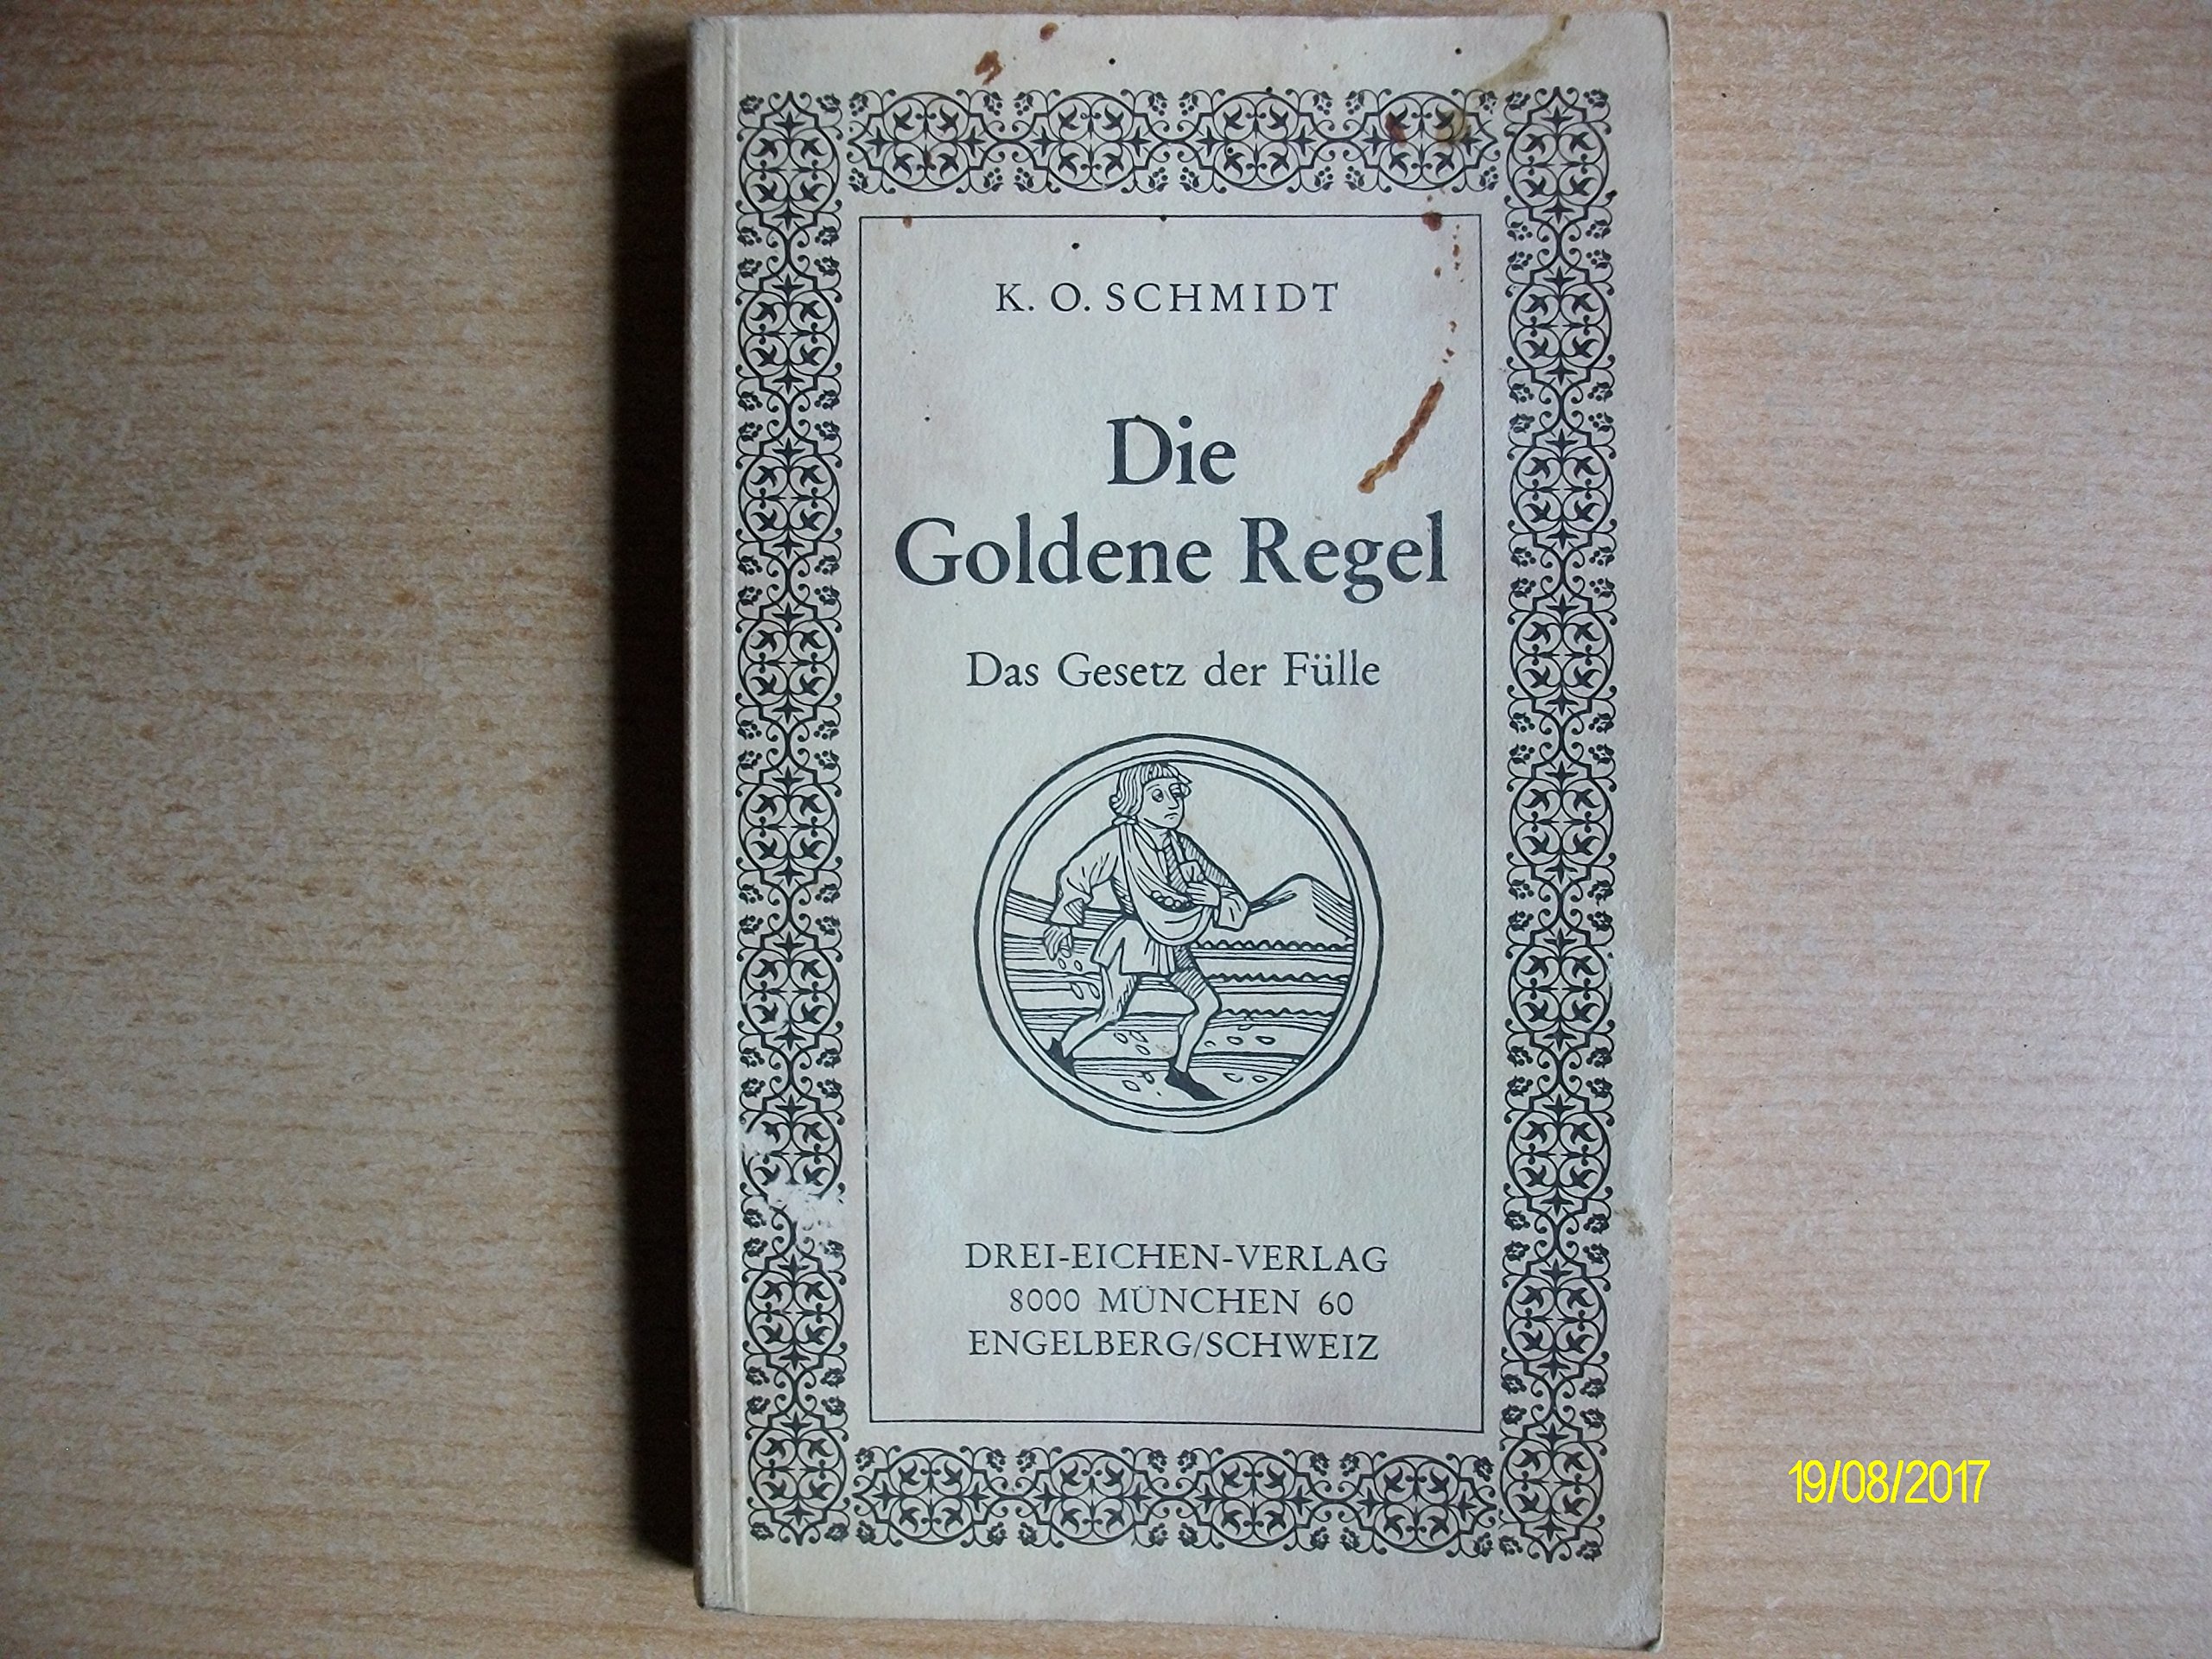 K. O. SCHMIDT
Die
Goldene Regel
Das Gesetz der Fülle
DREI-EICHEN-VERLAG
8000 MÜNCHEN 60
ENGELBERG/SCHWEIZ
19/08/2017